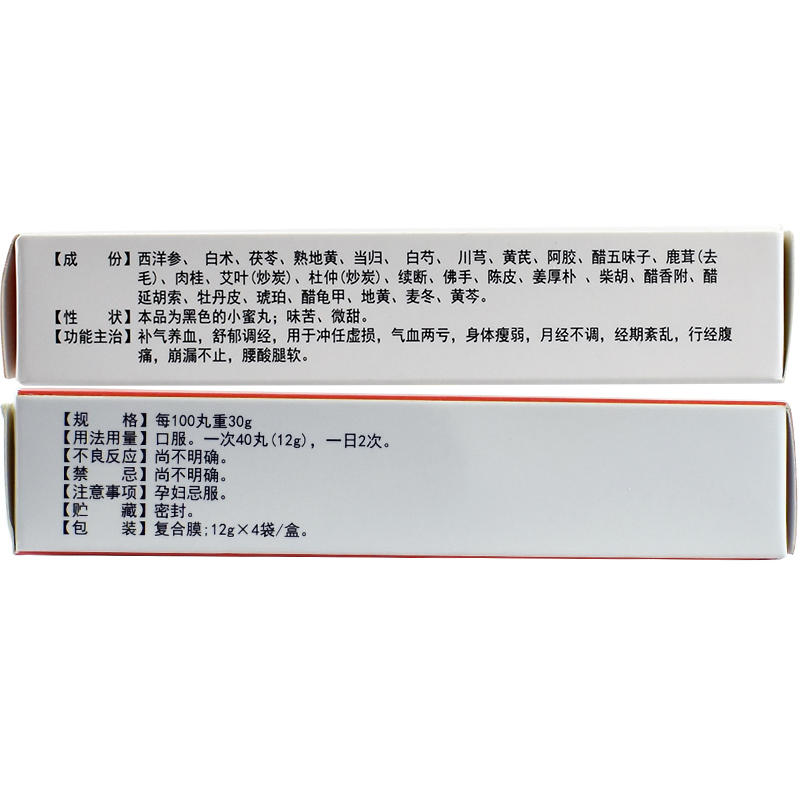 【成　份】西洋参、白术、茯苓、熟地黄、当归、白芍、川芎、黄芪、阿胶、醋五味子、鹿茸(去
毛)、肉桂、艾叶(炒炭)、杜仲(炒炭)、续断、佛手、陈皮、姜厚朴、柴胡、醋香附、醋
延胡索、牡丹皮、琥珀、醋龟甲、地黄、麦冬、黄芩。
【性　状】本品为黑色的小蜜丸；味苦、微甜。
【功能主治】补气养血，舒郁调经，用于冲任虚损，气血两亏，身体瘦弱，月经不调，经期紊乱，行经腹
痛，崩漏不止，腰酸腿软。
【规　格】每100丸重30g
【用法用量】口服。一次40丸(12g)，一日2次。
【不良反应】尚不明确。
【禁　忌】尚不明确。
【注意事项】孕妇忌服。
【贮　藏】密封。
【包　装】复合膜;12g×4袋/盒。